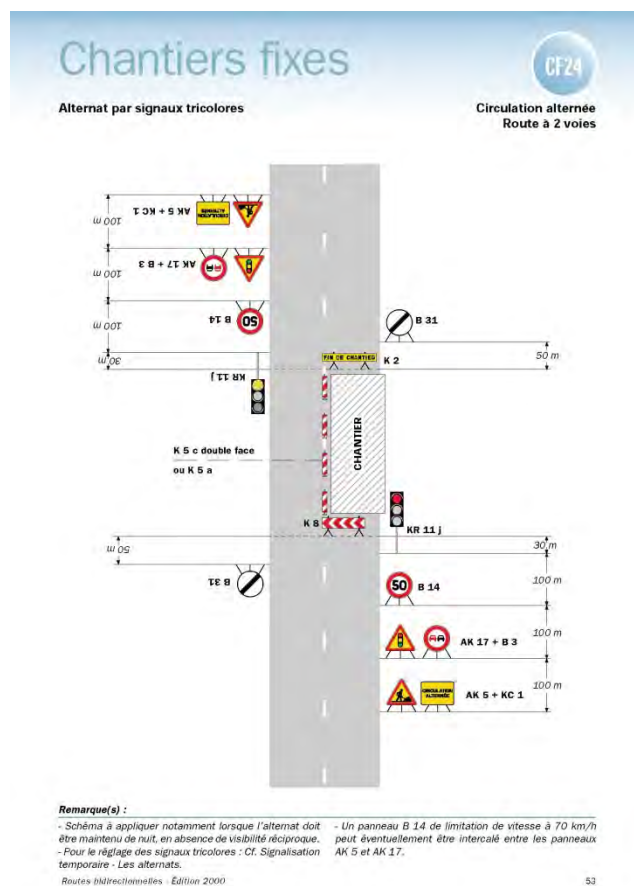 Chantiers fixes
CF24
Alternat par signaux tricolores
Circulation alternée
Route à 2 voies
AK 5 + KC 1
CIRCULATION
ALTERNÉE
100 m
AK 17 + B 3
100 m
B 14
50
100 m
KR 11 j
30 m
B 31
50 m
FIN DE CHANTIER
K 2
K 5 c double face
ou K 5 a
CHANTIER
K 8
KR 11 j
50 m
B 31
30 m
50
B 14
100 m
AK 17 + B 3
100 m
CIRCULATION
ALTERNÉE
AK 5 + KC 1
100 m
Remarque(s) :
- Schéma à appliquer notamment lorsque l'alternat doit
être maintenu de nuit, en absence de visibilité réciproque.
- Pour le réglage des signaux tricolores : Cf. Signalisation
temporaire - Les alternats.
- Un panneau B 14 de limitation de vitesse à 70 km/h
peut éventuellement être intercalé entre les panneaux
AK 5 et AK 17.
Routes bidirectionnelles - Édition 2000
53